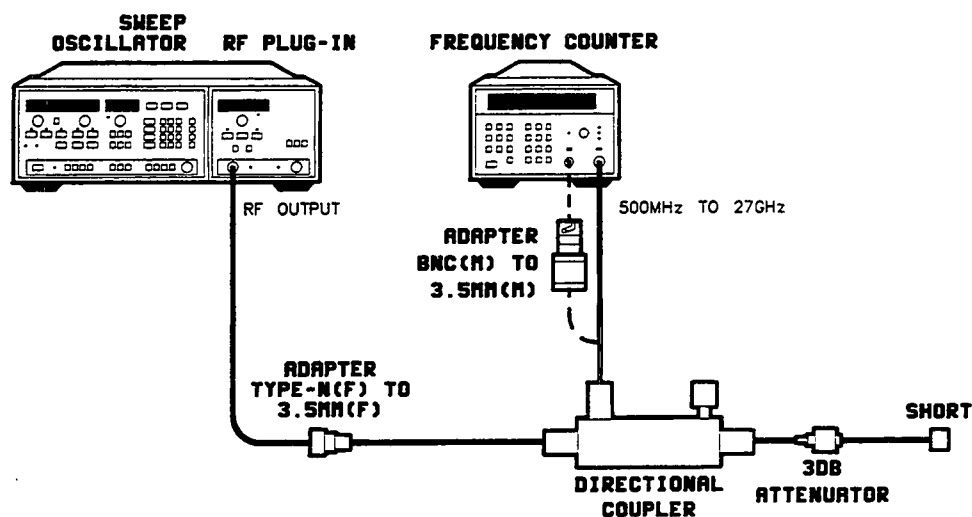 SWEEP
OSCILLATOR RF PLUG-IN
FREQUENCY COUNTER
RF OUTPUT
500MHz TO 27GHz
ADAPTER
BNC(M) TO
3.5MM(M)
ADAPTER
TYPE-N(F) TO
3.5MM(F)
SHORT
3DB
ATTENUATOR
DIRECTIONAL
COUPLER